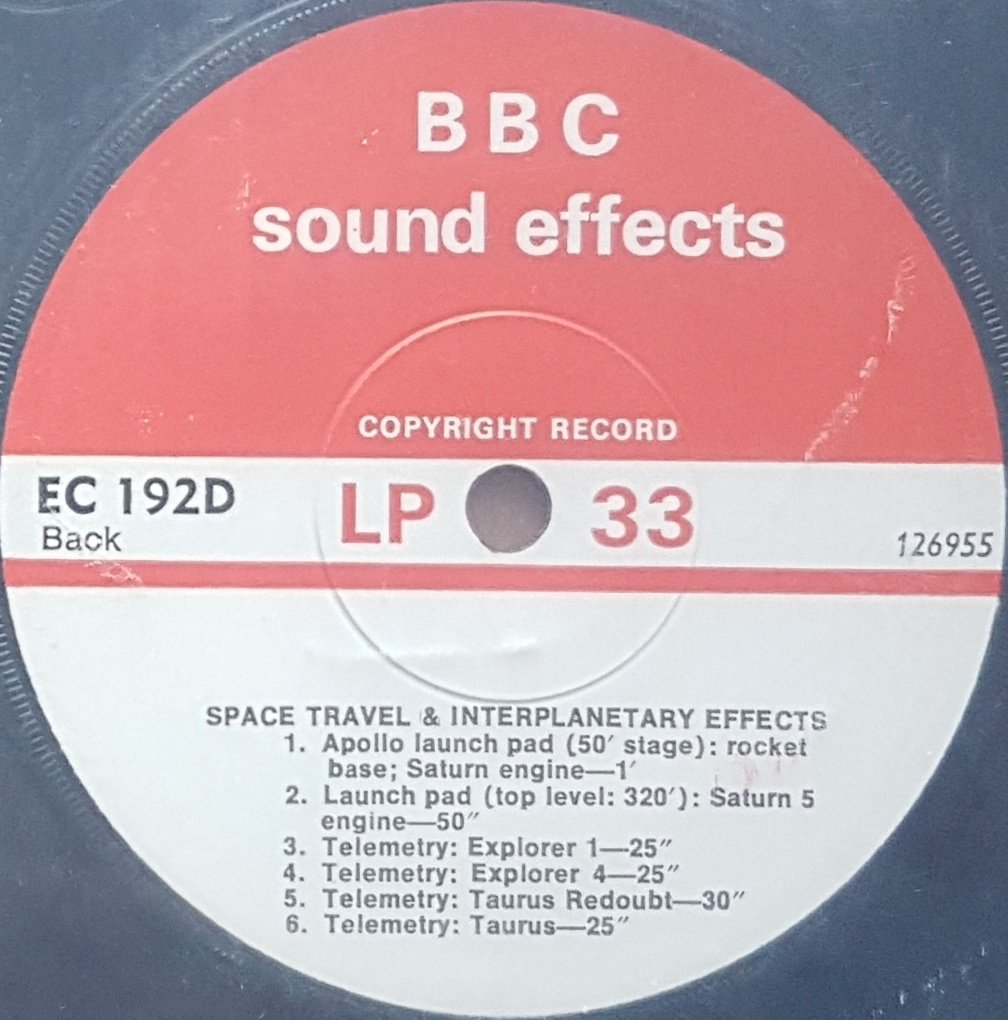 BBC
sound effects
COPYRIGHT RECORD
EC 192D
Back
LP 33
126955
SPACE TRAVEL & INTERPLANETARY EFFECTS
1. Apollo launch pad (50′ stage): rocket
base; Saturn engine—1′
2. Launch pad (top level: 320′): Saturn 5
engine—50″
3. Telemetry: Explorer 1—25″
4. Telemetry: Explorer 4—25″
5. Telemetry: Taurus Redoubt—30″
6. Telemetry: Taurus—25″